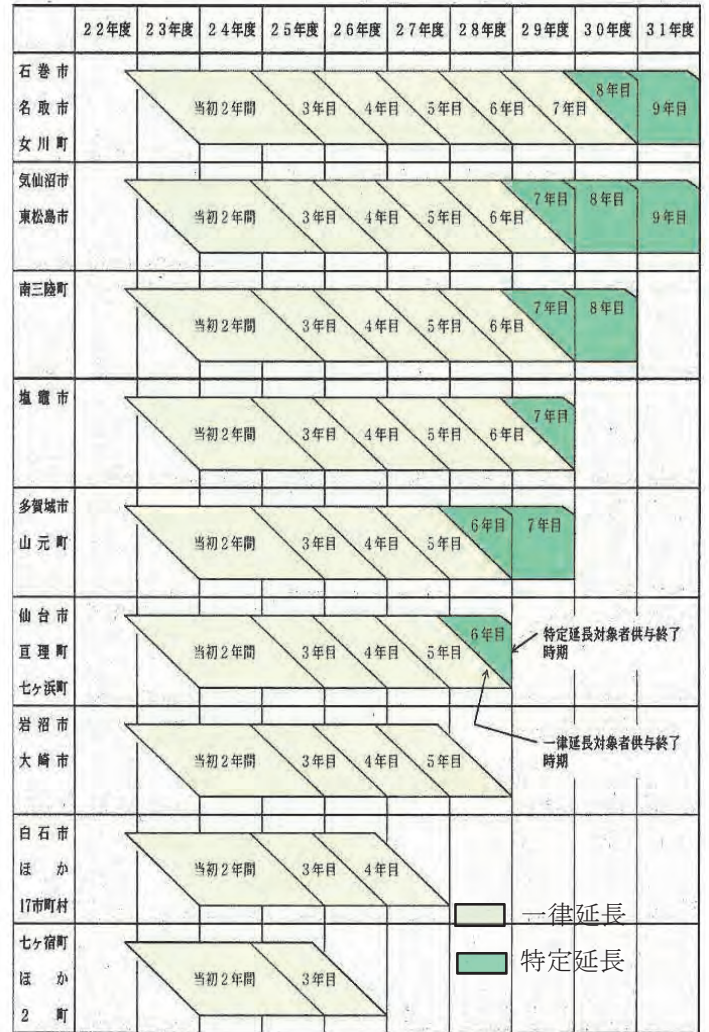 22年度 23年度 24年度 25年度 26年度 27年度 28年度 29年度 30年度 31年度
石巻市
名取市
女川町
当初2年間 3年目 4年目 5年目 6年目 7年目 8年目 9年目
気仙沼市
東松島市
当初2年間 3年目 4年目 5年目 6年目 7年目 8年目 9年目
南三陸町
当初2年間 3年目 4年目 5年目 6年目 7年目 8年目
塩竈市
当初2年間 3年目 4年目 5年目 6年目 7年目
多賀城市
山元町
当初2年間 3年目 4年目 5年目 6年目 7年目
仙台市
亘理町
七ヶ浜町
当初2年間 3年目 4年目 5年目 6年目
特定延長対象者供与終了
時期
一律延長対象者供与終了
時期
岩沼市
大崎市
当初2年間 3年目 4年目 5年目
白石市
ほか
17市町村
当初2年間 3年目 4年目
七ヶ宿町
ほか
2町
当初2年間 3年目
一律延長
特定延長